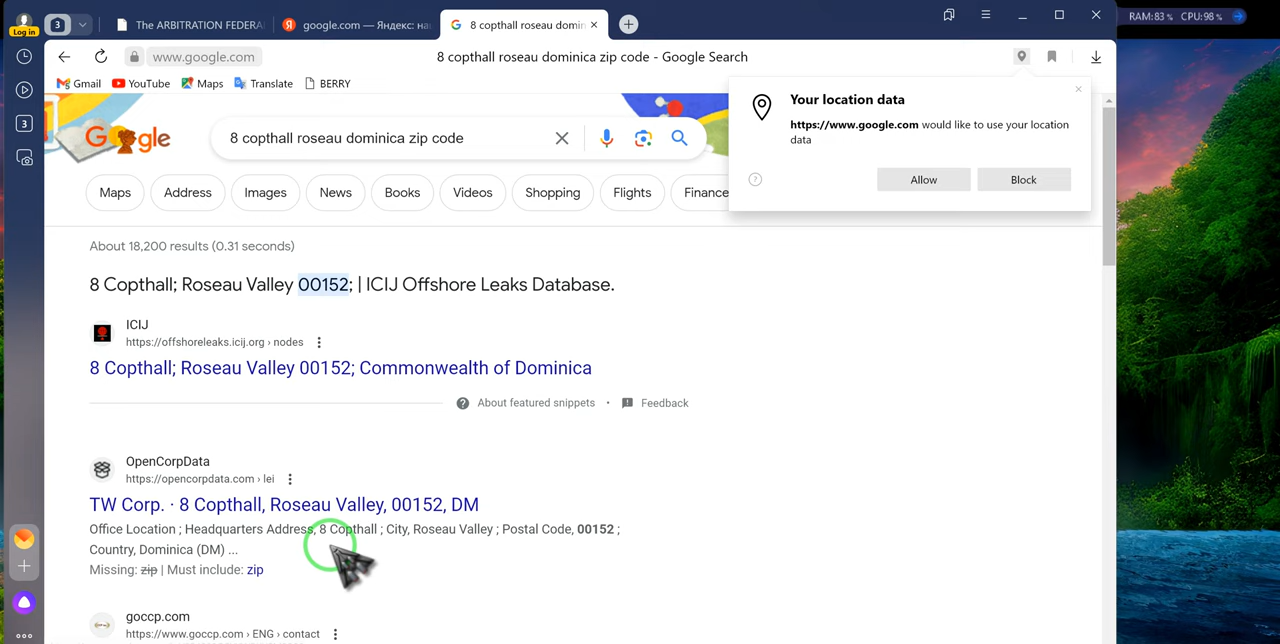 RAM:83 % CPU:98 %
Log in
3
The ARBITRATION FEDERA
google.com — Яндекс: на
8 copthall roseau domin
www.google.com
8 copthall roseau dominica zip code - Google Search
Gmail
YouTube
Maps
Translate
BERRY
3
Your location data
https://www.google.com would like to use your location
data
Allow
Block
Google
8 copthall roseau dominica zip code
Maps
Address
Images
News
Books
Videos
Shopping
Flights
Finance
About 18,200 results (0.31 seconds)
8 Copthall; Roseau Valley 00152; | ICIJ Offshore Leaks Database.
ICIJ
https://offshoreleaks.icij.org › nodes
8 Copthall; Roseau Valley 00152; Commonwealth of Dominica
About featured snippets
•
Feedback
OpenCorpData
https://opencorpdata.com › lei
TW Corp. · 8 Copthall, Roseau Valley, 00152, DM
Office Location ; Headquarters Address, 8 Copthall ; City, Roseau Valley ; Postal Code, 00152 ;
Country, Dominica (DM) ...
Missing: zip | Must include: zip
goccp.com
https://www.goccp.com › ENG › contact